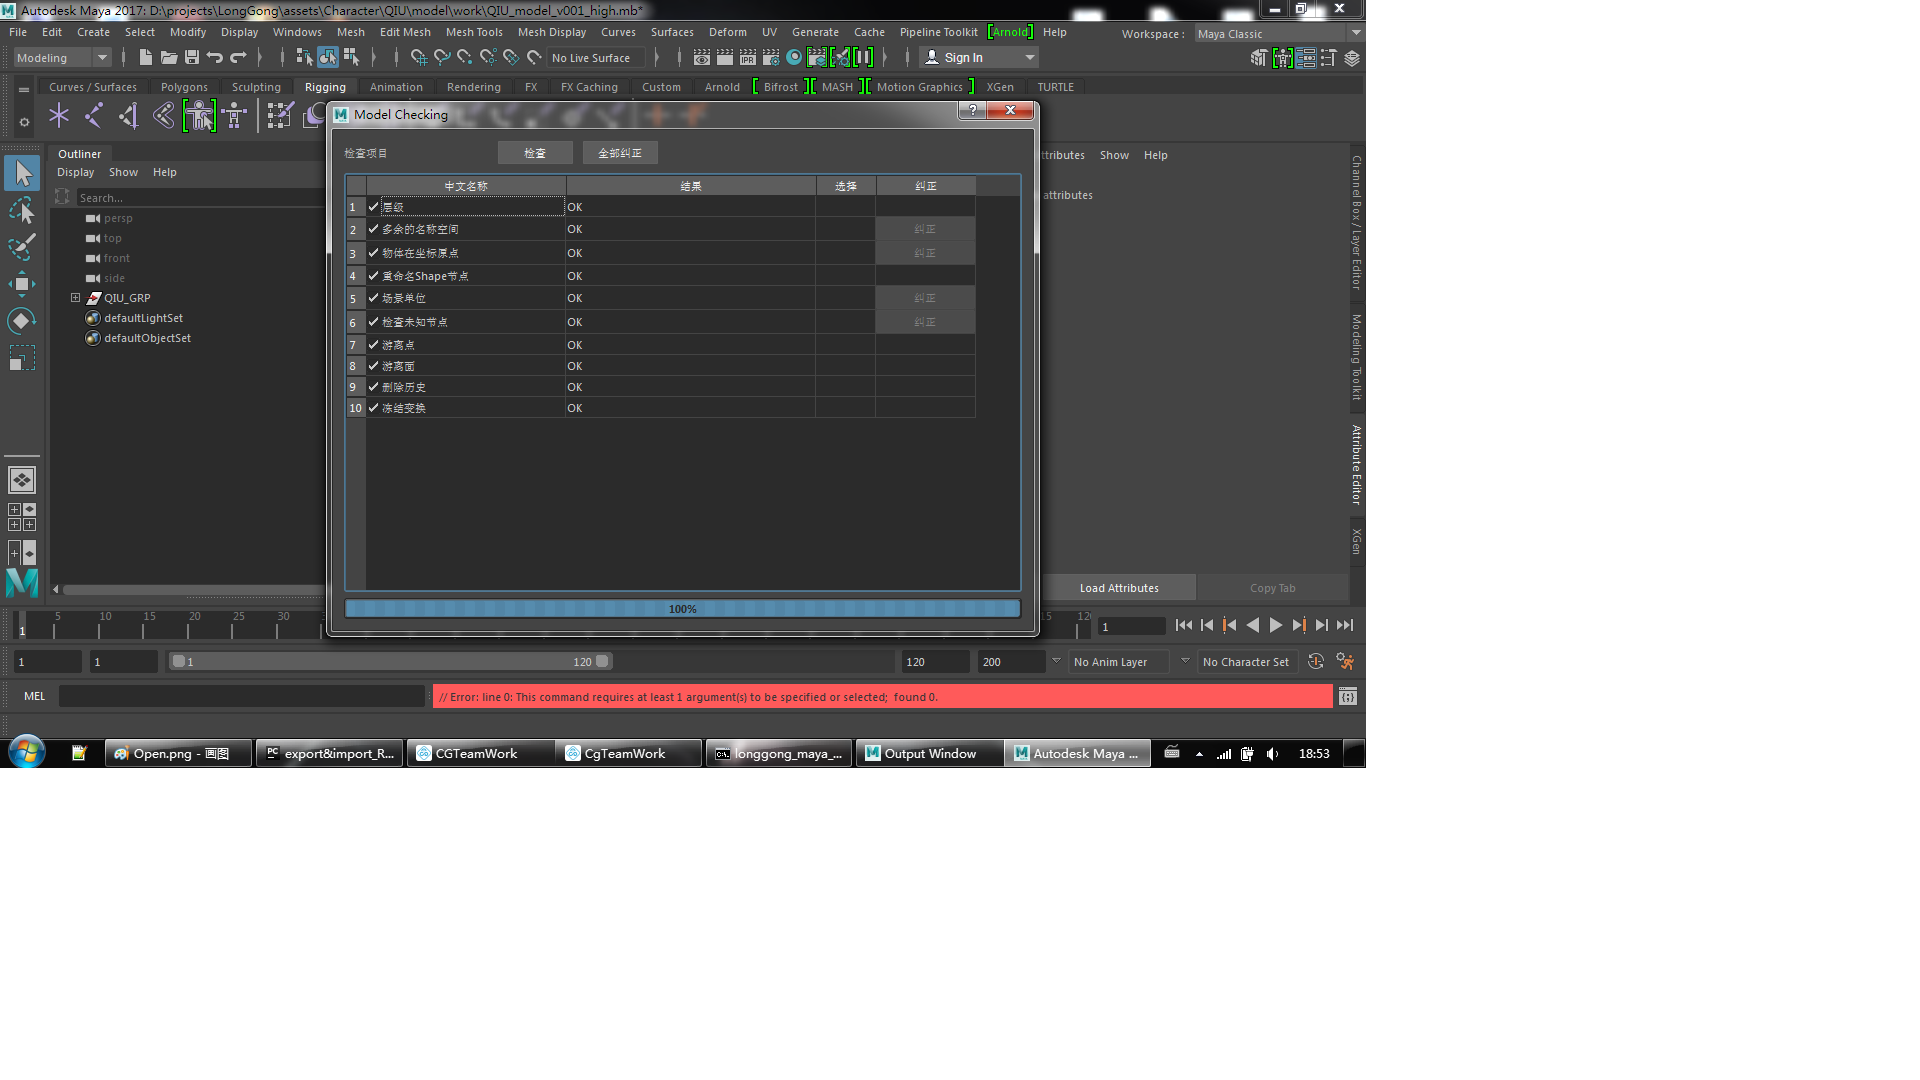 Autodesk Maya 2017: D:\projects\LongGong\assets\Character\QIU\model\work\QIU_model_v001_high.mb*
File Edit Create Select Modify Display Windows Mesh Edit Mesh Mesh Tools Mesh Display Curves Surfaces Deform UV Generate Cache Pipeline Toolkit [Arnold] Help Workspace : Maya Classic
Modeling No Live Surface Sign In
Curves / Surfaces Polygons Sculpting Rigging Animation Rendering FX FX Caching Custom Arnold Bifrost MASH Motion Graphics XGen TURTLE
Model Checking
Outliner
Display Show Help
Search...
persp
top
front
side
QIU_GRP
defaultLightSet
defaultObjectSet
检查项目 检查 全部纠正
中文名称 结果 选择 纠正
1 层级 OK
2 多余的名称空间 OK 纠正
3 物体在坐标原点 OK 纠正
4 重命名Shape节点 OK
5 场景单位 OK 纠正
6 检查未知节点 OK 纠正
7 游离点 OK
8 游离面 OK
9 删除历史 OK
10 冻结变换 OK
100%
ttributes Show Help
attributes
Channel Box / Layer Editor
Modeling Toolkit
Attribute Editor
XGen
Load Attributes Copy Tab
1 5 10 15 20 25 30 15 12 1
1 1 1 120 120 200 No Anim Layer No Character Set
MEL // Error: line 0: This command requires at least 1 argument(s) to be specified or selected; found 0.
Open.png - 画图 export&import_R... CGTeamWork CgTeamWork longgong_maya_... Output Window Autodesk Maya ... 18:53